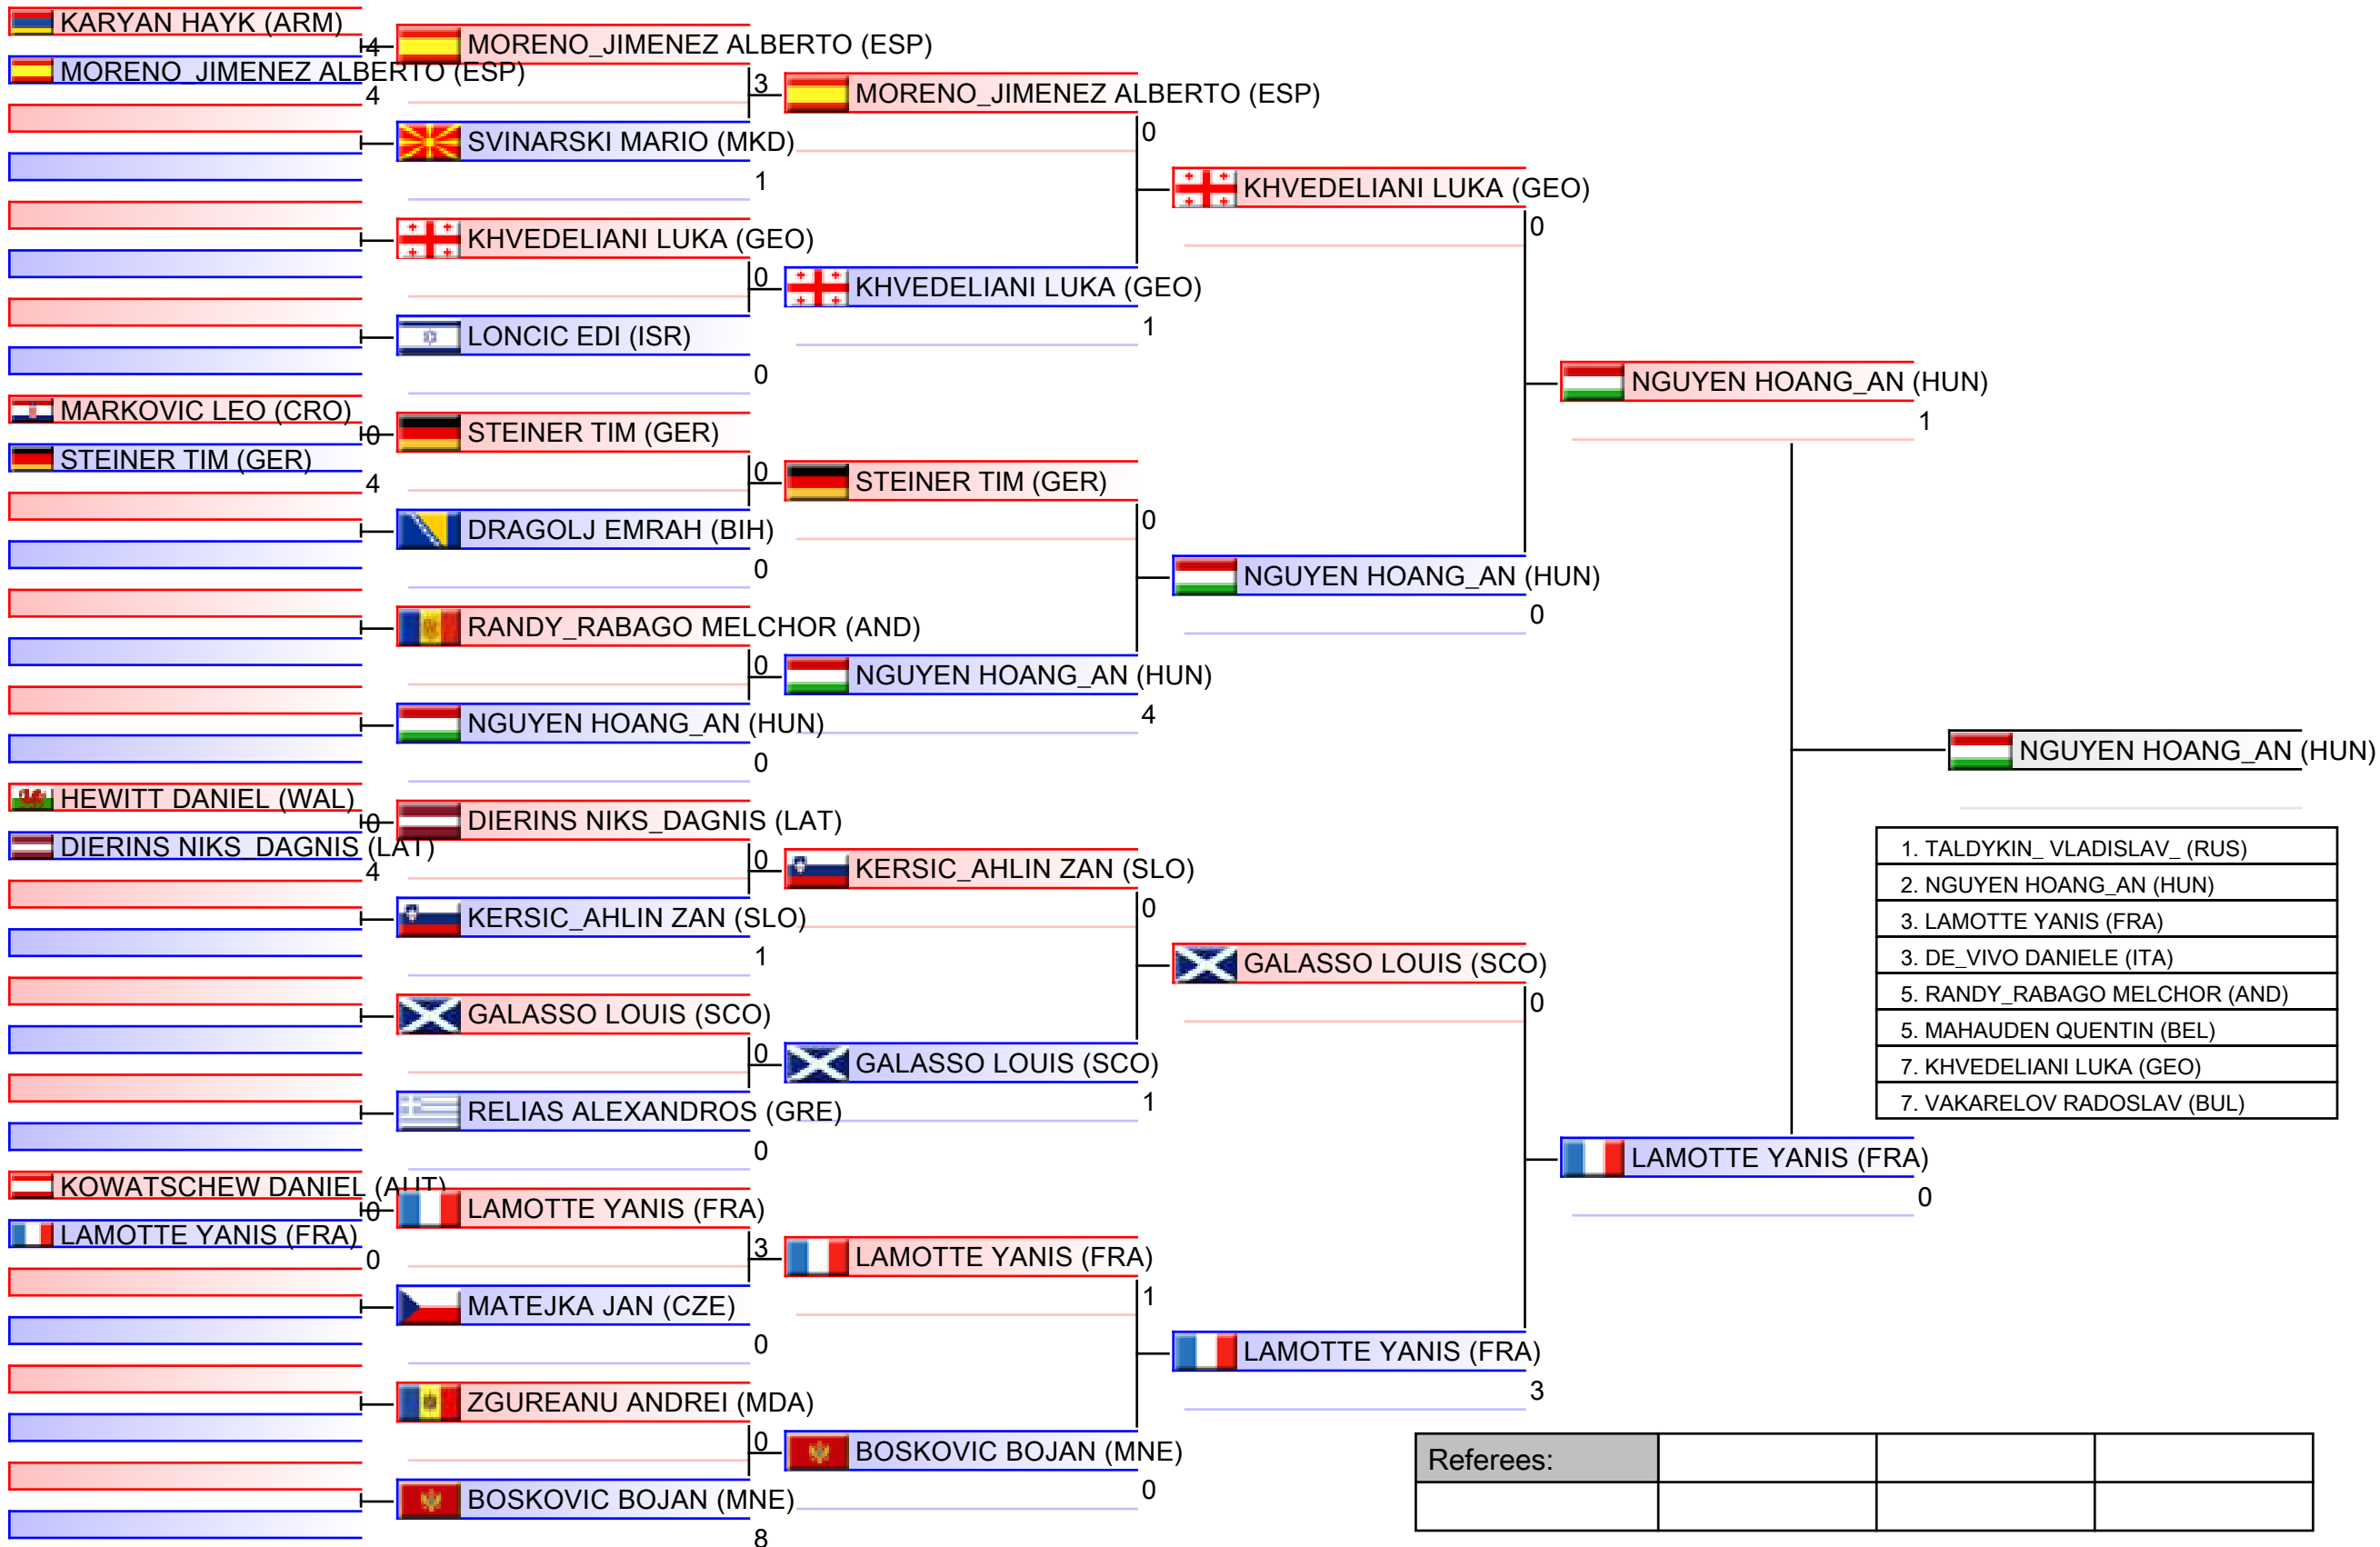 KARYAN HAYK (ARM)
4
MORENO_JIMENEZ ALBERTO (ESP)
4
MARKOVIC LEO (CRO)
0
STEINER TIM (GER)
4
HEWITT DANIEL (WAL)
0
DIERINS NIKS_DAGNIS (LAT)
4
KOWATSCHEW DANIEL (AUT)
0
LAMOTTE YANIS (FRA)
0
MORENO_JIMENEZ ALBERTO (ESP)
3
SVINARSKI MARIO (MKD)
1
KHVEDELIANI LUKA (GEO)
0
LONCIC EDI (ISR)
0
STEINER TIM (GER)
0
DRAGOLJ EMRAH (BIH)
0
RANDY_RABAGO MELCHOR (AND)
0
NGUYEN HOANG_AN (HUN)
0
DIERINS NIKS_DAGNIS (LAT)
0
KERSIC_AHLIN ZAN (SLO)
1
GALASSO LOUIS (SCO)
0
RELIAS ALEXANDROS (GRE)
0
LAMOTTE YANIS (FRA)
3
MATEJKA JAN (CZE)
0
ZGUREANU ANDREI (MDA)
0
BOSKOVIC BOJAN (MNE)
8
MORENO_JIMENEZ ALBERTO (ESP)
0
KHVEDELIANI LUKA (GEO)
1
STEINER TIM (GER)
0
NGUYEN HOANG_AN (HUN)
4
KERSIC_AHLIN ZAN (SLO)
0
GALASSO LOUIS (SCO)
1
LAMOTTE YANIS (FRA)
1
BOSKOVIC BOJAN (MNE)
0
KHVEDELIANI LUKA (GEO)
0
NGUYEN HOANG_AN (HUN)
0
GALASSO LOUIS (SCO)
0
LAMOTTE YANIS (FRA)
3
NGUYEN HOANG_AN (HUN)
1
LAMOTTE YANIS (FRA)
0
NGUYEN HOANG_AN (HUN)
1. TALDYKIN_ VLADISLAV_ (RUS)
2. NGUYEN HOANG_AN (HUN)
3. LAMOTTE YANIS (FRA)
3. DE_VIVO DANIELE (ITA)
5. RANDY_RABAGO MELCHOR (AND)
5. MAHAUDEN QUENTIN (BEL)
7. KHVEDELIANI LUKA (GEO)
7. VAKARELOV RADOSLAV (BUL)
Referees: